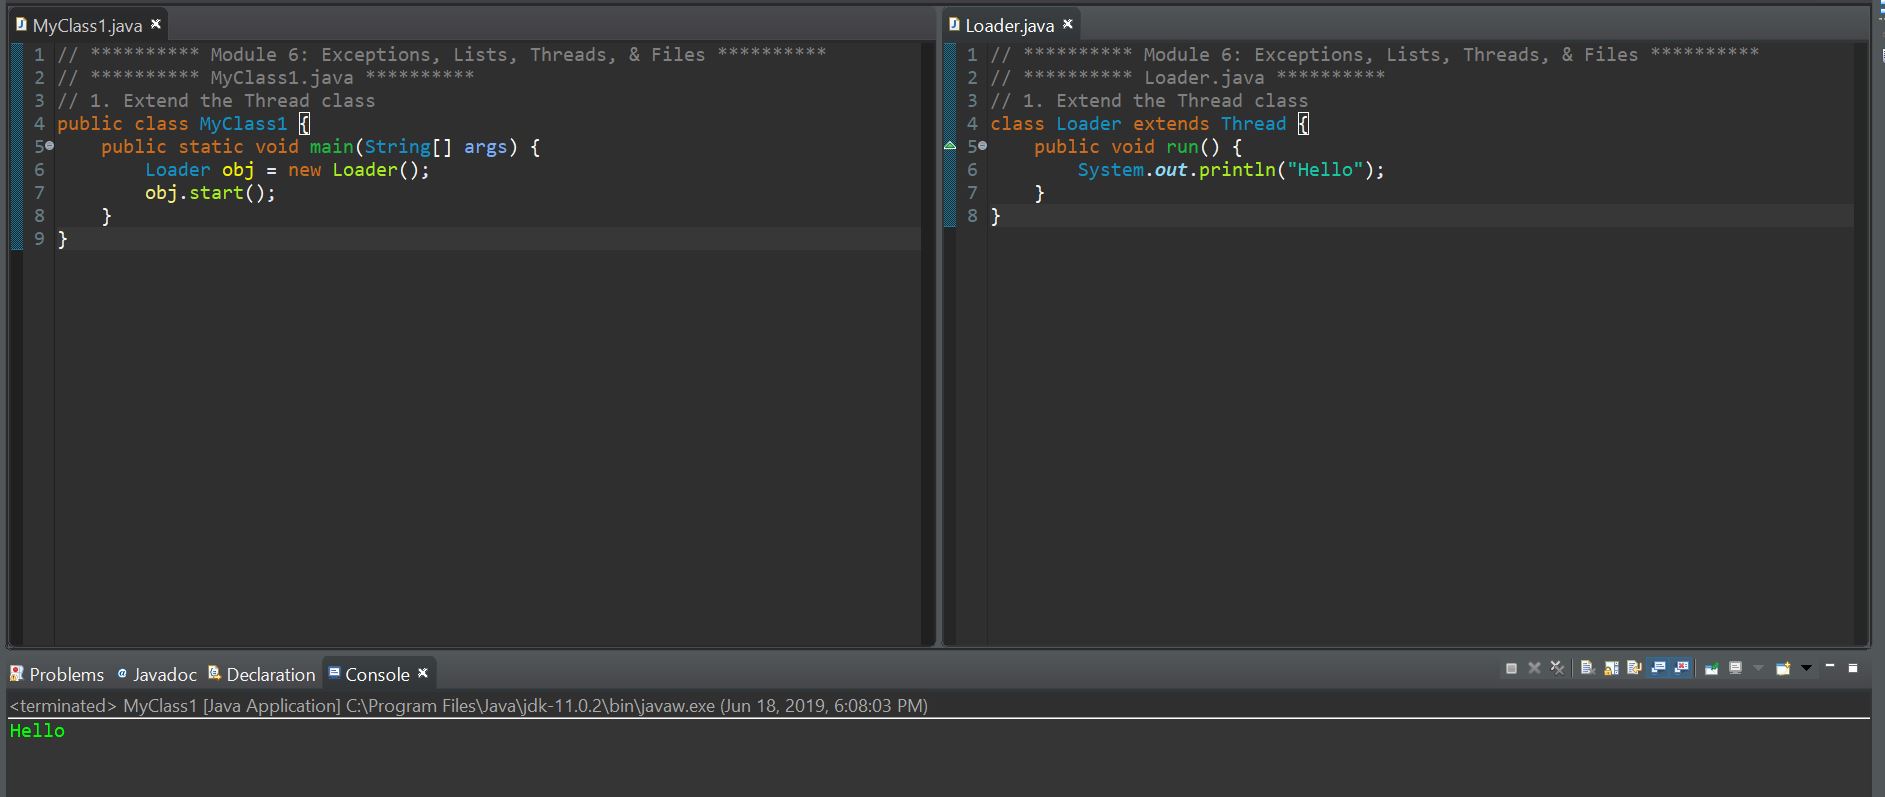 MyClass1.java
1 // ********** Module 6: Exceptions, Lists, Threads, & Files **********
2 // ********** MyClass1.java **********
3 // 1. Extend the Thread class
4 public class MyClass1 {
5     public static void main(String[] args) {
6         Loader obj = new Loader();
7         obj.start();
8     }
9 }
Loader.java
1 // ********** Module 6: Exceptions, Lists, Threads, & Files **********
2 // ********** Loader.java **********
3 // 1. Extend the Thread class
4 class Loader extends Thread {
5     public void run() {
6         System.out.println("Hello");
7     }
8 }
Problems @ Javadoc Declaration Console
<terminated> MyClass1 [Java Application] C:\Program Files\Java\jdk-11.0.2\bin\javaw.exe (Jun 18, 2019, 6:08:03 PM)
Hello